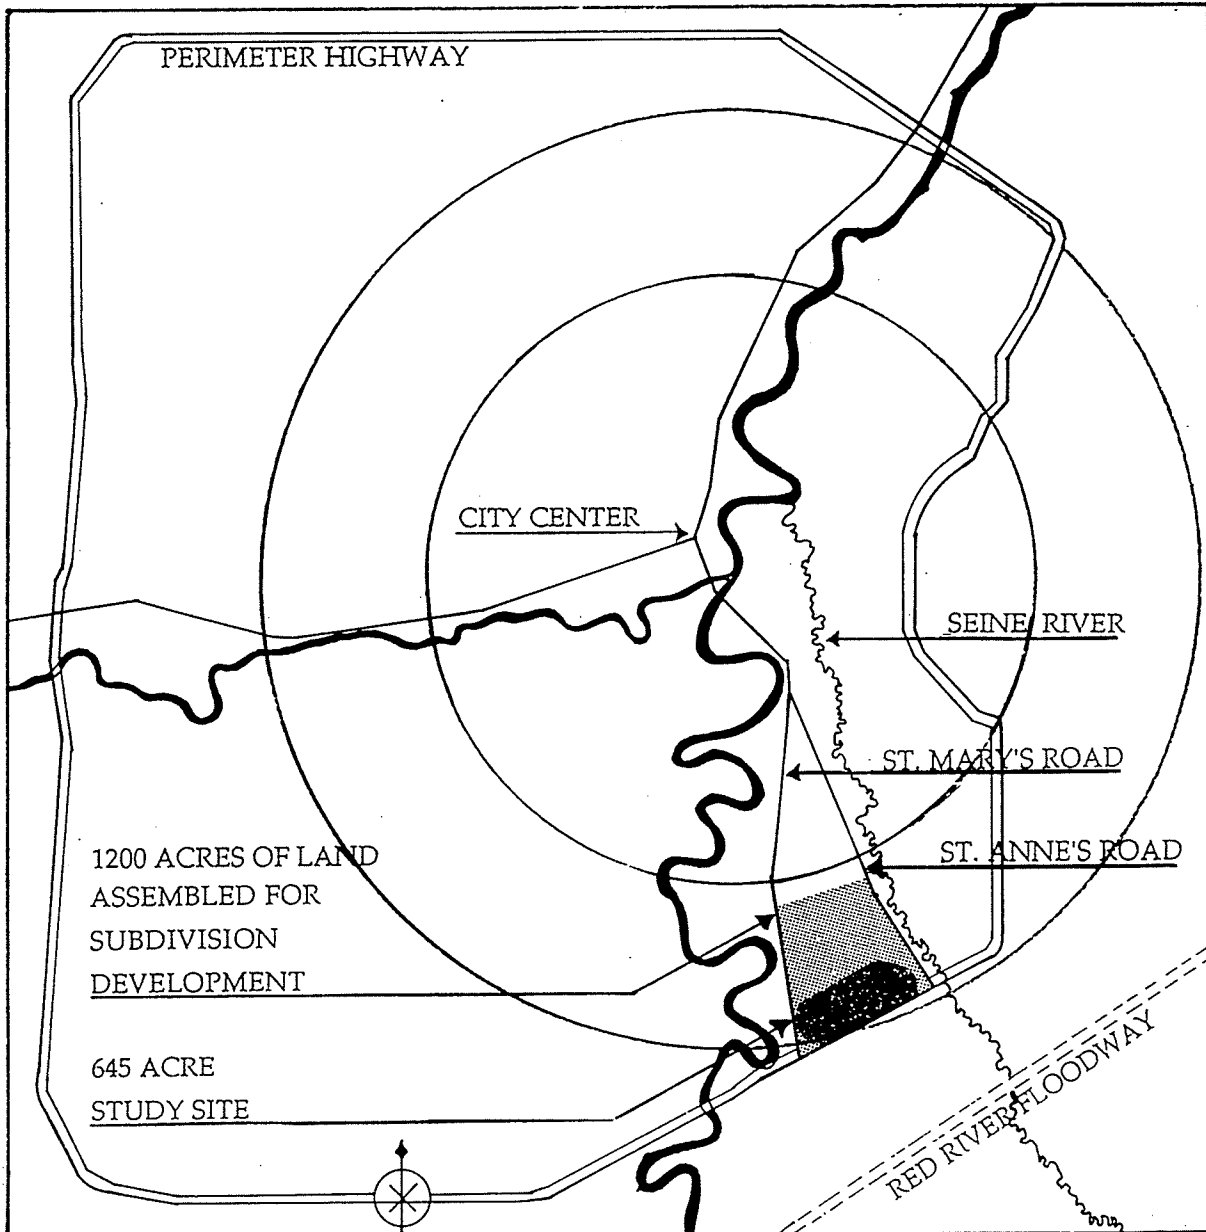 PERIMETER HIGHWAY
CITY CENTER
SEINE RIVER
ST. MARY'S ROAD
ST. ANNE'S ROAD
1200 ACRES OF LAND
ASSEMBLED FOR
SUBDIVISION
DEVELOPMENT
645 ACRE
STUDY SITE
RED RIVER FLOODWAY